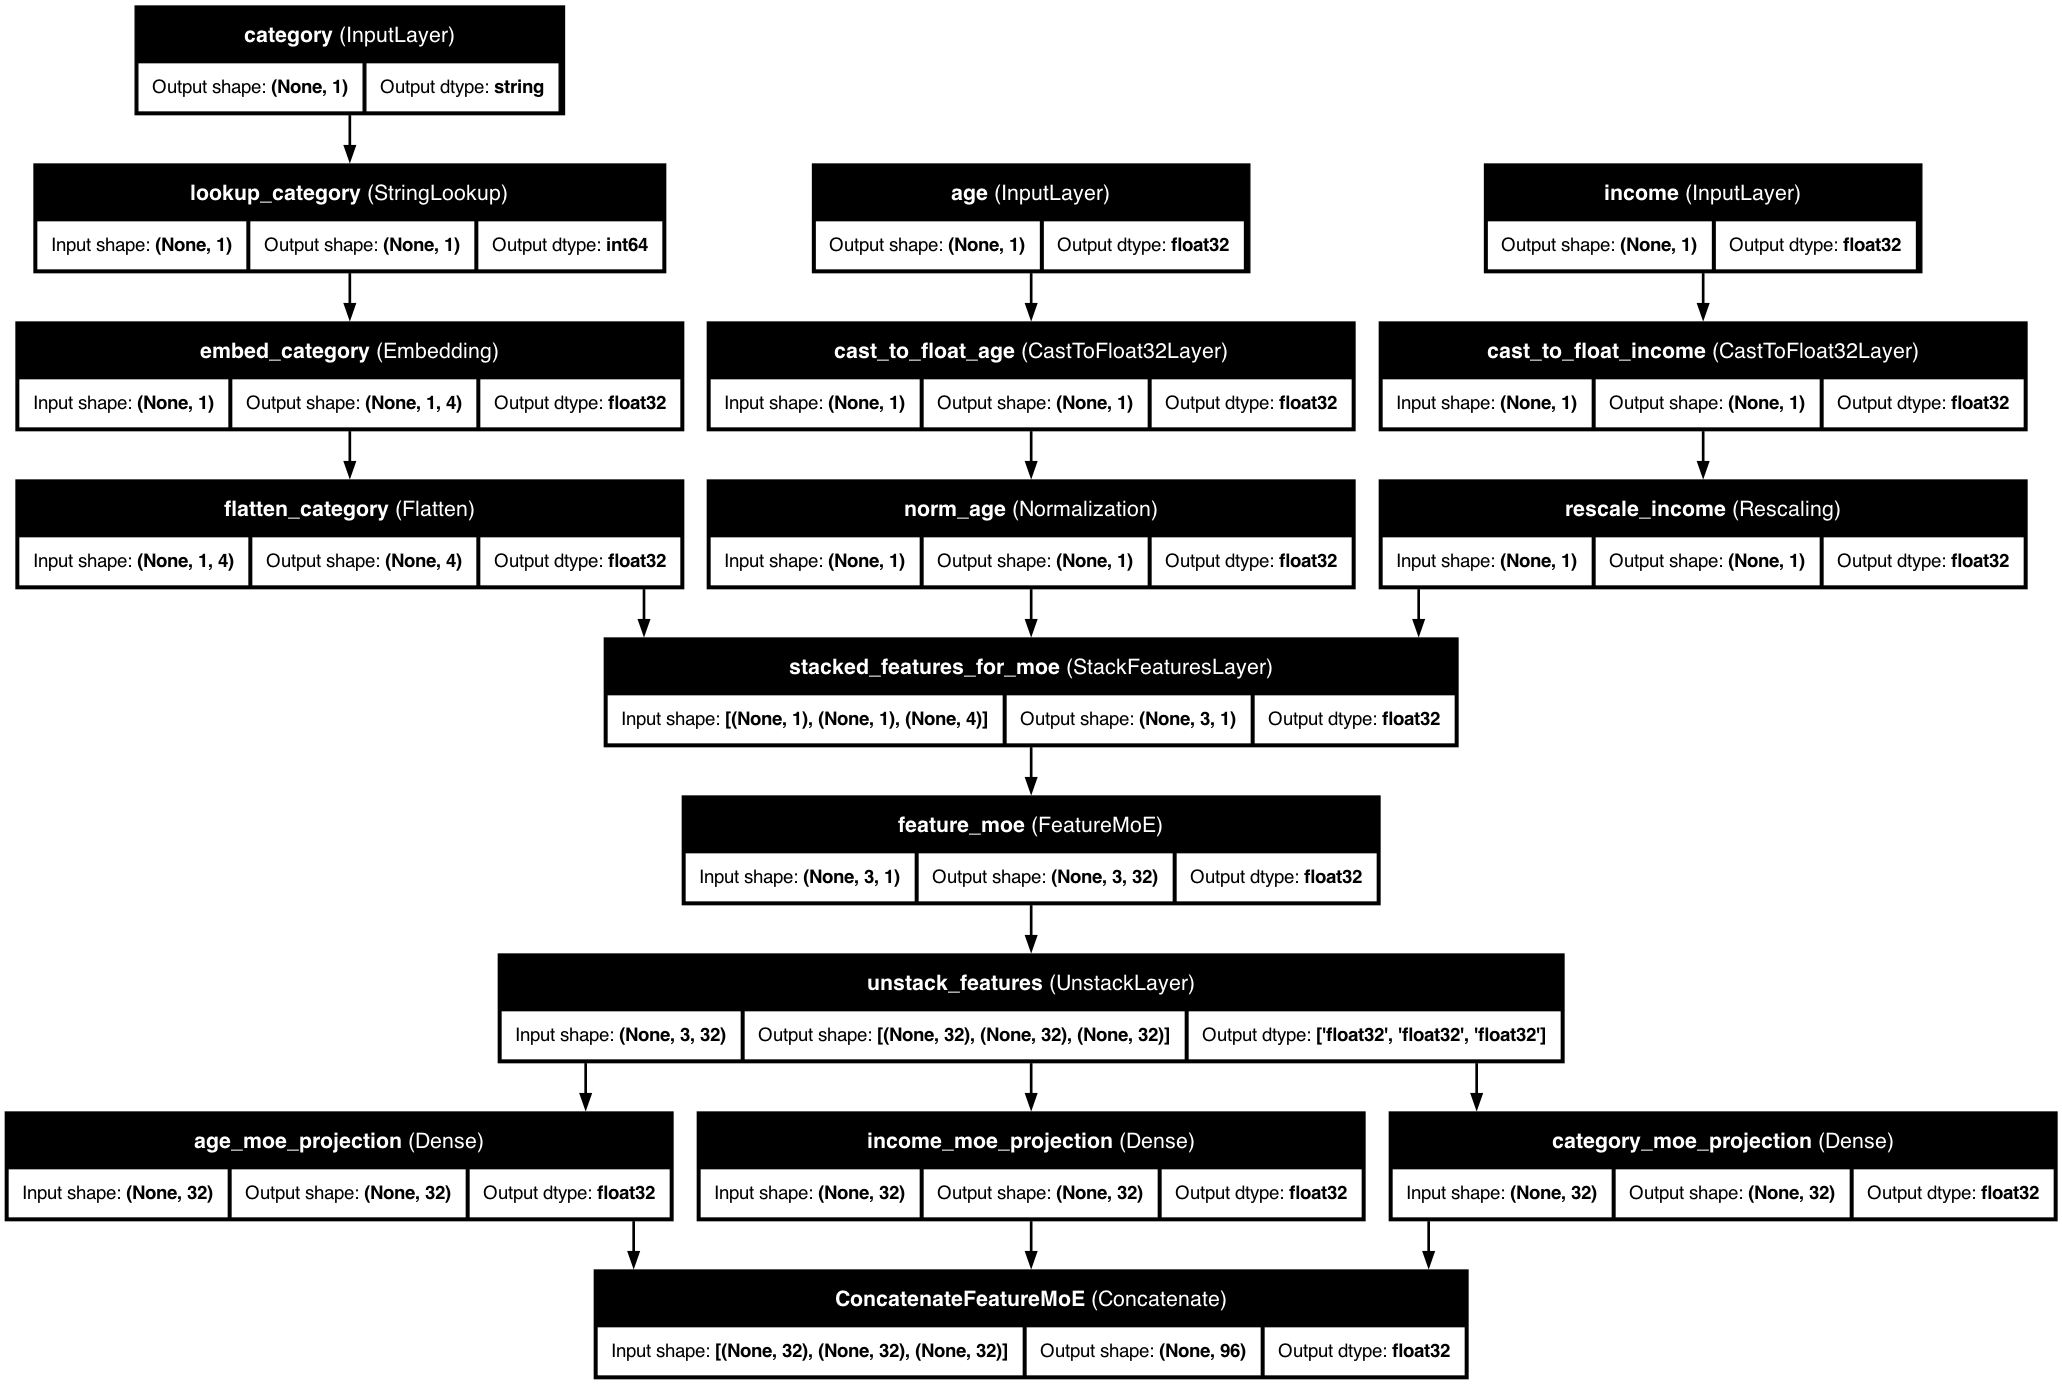 category (InputLayer)
Output shape: (None, 1) Output dtype: string
lookup_category (StringLookup)
Input shape: (None, 1) Output shape: (None, 1) Output dtype: int64
age (InputLayer)
Output shape: (None, 1) Output dtype: float32
income (InputLayer)
Output shape: (None, 1) Output dtype: float32
embed_category (Embedding)
Input shape: (None, 1) Output shape: (None, 1, 4) Output dtype: float32
cast_to_float_age (CastToFloat32Layer)
Input shape: (None, 1) Output shape: (None, 1) Output dtype: float32
cast_to_float_income (CastToFloat32Layer)
Input shape: (None, 1) Output shape: (None, 1) Output dtype: float32
flatten_category (Flatten)
Input shape: (None, 1, 4) Output shape: (None, 4) Output dtype: float32
norm_age (Normalization)
Input shape: (None, 1) Output shape: (None, 1) Output dtype: float32
rescale_income (Rescaling)
Input shape: (None, 1) Output shape: (None, 1) Output dtype: float32
stacked_features_for_moe (StackFeaturesLayer)
Input shape: [(None, 1), (None, 1), (None, 4)] Output shape: (None, 3, 1) Output dtype: float32
feature_moe (FeatureMoE)
Input shape: (None, 3, 1) Output shape: (None, 3, 32) Output dtype: float32
unstack_features (UnstackLayer)
Input shape: (None, 3, 32) Output shape: [(None, 32), (None, 32), (None, 32)] Output dtype: ['float32', 'float32', 'float32']
age_moe_projection (Dense)
Input shape: (None, 32) Output shape: (None, 32) Output dtype: float32
income_moe_projection (Dense)
Input shape: (None, 32) Output shape: (None, 32) Output dtype: float32
category_moe_projection (Dense)
Input shape: (None, 32) Output shape: (None, 32) Output dtype: float32
ConcatenateFeatureMoE (Concatenate)
Input shape: [(None, 32), (None, 32), (None, 32)] Output shape: (None, 96) Output dtype: float32